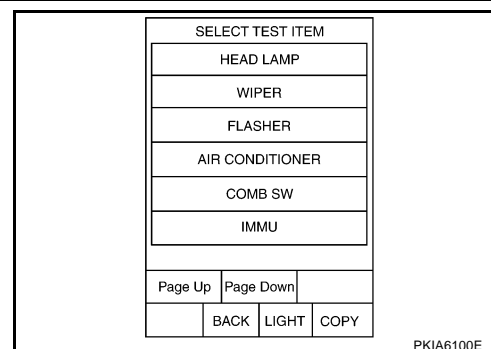 SELECT TEST ITEM
HEAD LAMP
WIPER
FLASHER
AIR CONDITIONER
COMB SW
IMMU
Page Up Page Down
BACK LIGHT COPY
PKIA6100E